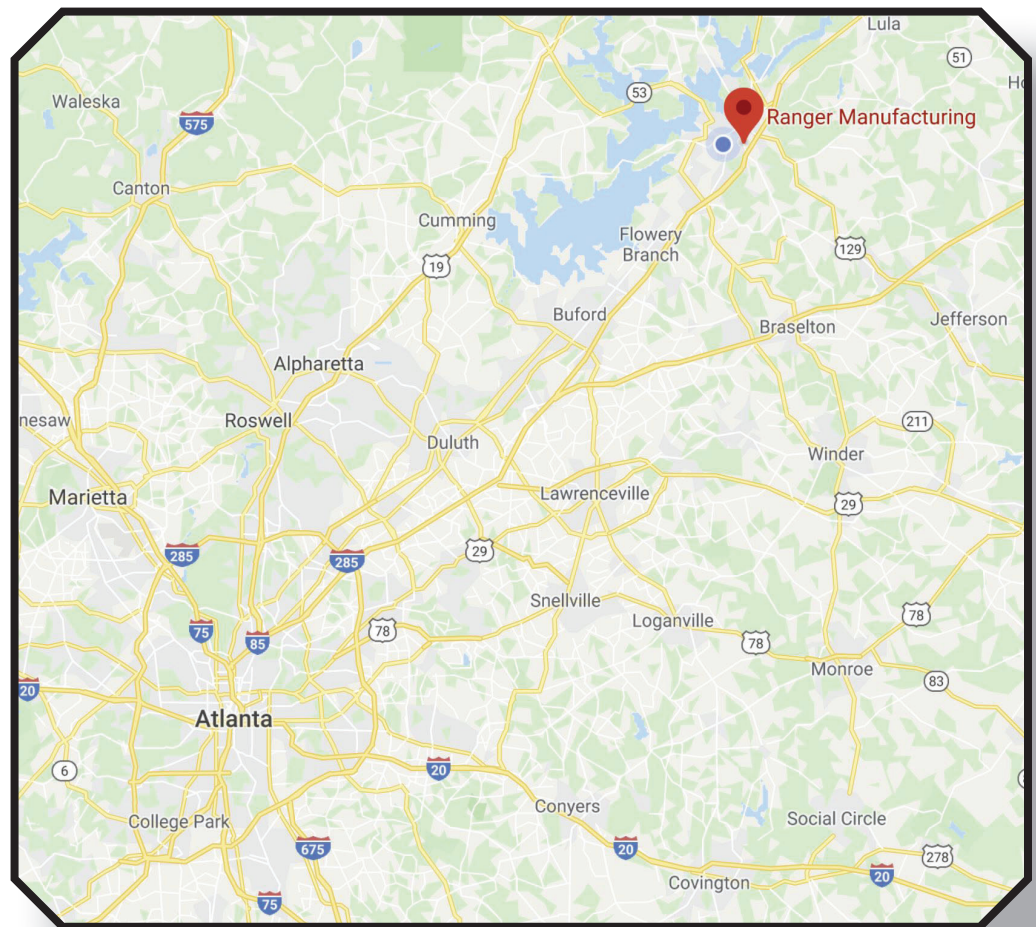 Lula
51
53
Ranger Manufacturing
Waleska
575
Canton
Cumming
Flowery
Branch
129
19
Buford
Braselton
Jefferson
Alpharetta
nesaw
Roswell
211
Duluth
Winder
Marietta
Lawrenceville
29
285
285
29
Snellville
Loganville
75
85
78
78
78
Monroe
83
20
Atlanta
6
20
Conyers
College Park
Social Circle
675
20
278
20
Covington
75